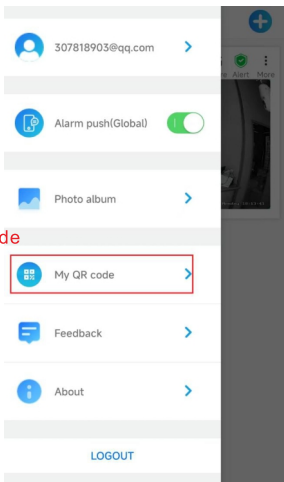 307818903@qq.com
Alert More
Alarm push(Global)
Photo album
de
My QR code
Feedback
About
LOGOUT